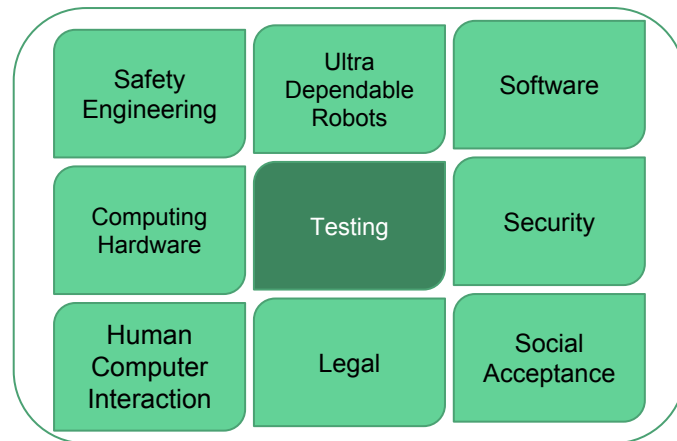 Safety
Engineering
Ultra
Dependable
Robots
Software
Computing
Hardware
Testing
Security
Human
Computer
Interaction
Legal
Social
Acceptance